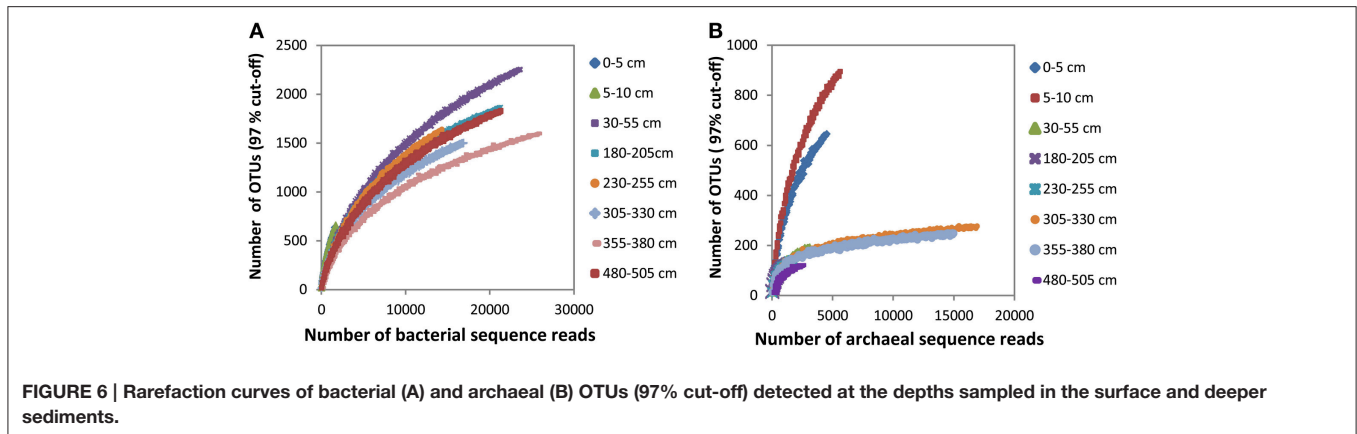 A
Number of OTUs (97 % cut-off)
2500
2000
1500
1000
500
0
0
10000
20000
30000
Number of bacterial sequence reads
0-5 cm
5-10 cm
30-55 cm
180-205cm
230-255 cm
305-330 cm
355-380 cm
480-505 cm
B
Number of OTUs ( 97% cut-off)
1000
800
600
400
200
0
0
5000
10000
15000
20000
Number of archaeal sequence reads
0-5 cm
5-10 cm
30-55 cm
180-205 cm
230-255 cm
305-330 cm
355-380 cm
480-505 cm
FIGURE 6 | Rarefaction curves of bacterial (A) and archaeal (B) OTUs (97% cut-off) detected at the depths sampled in the surface and deeper
sediments.